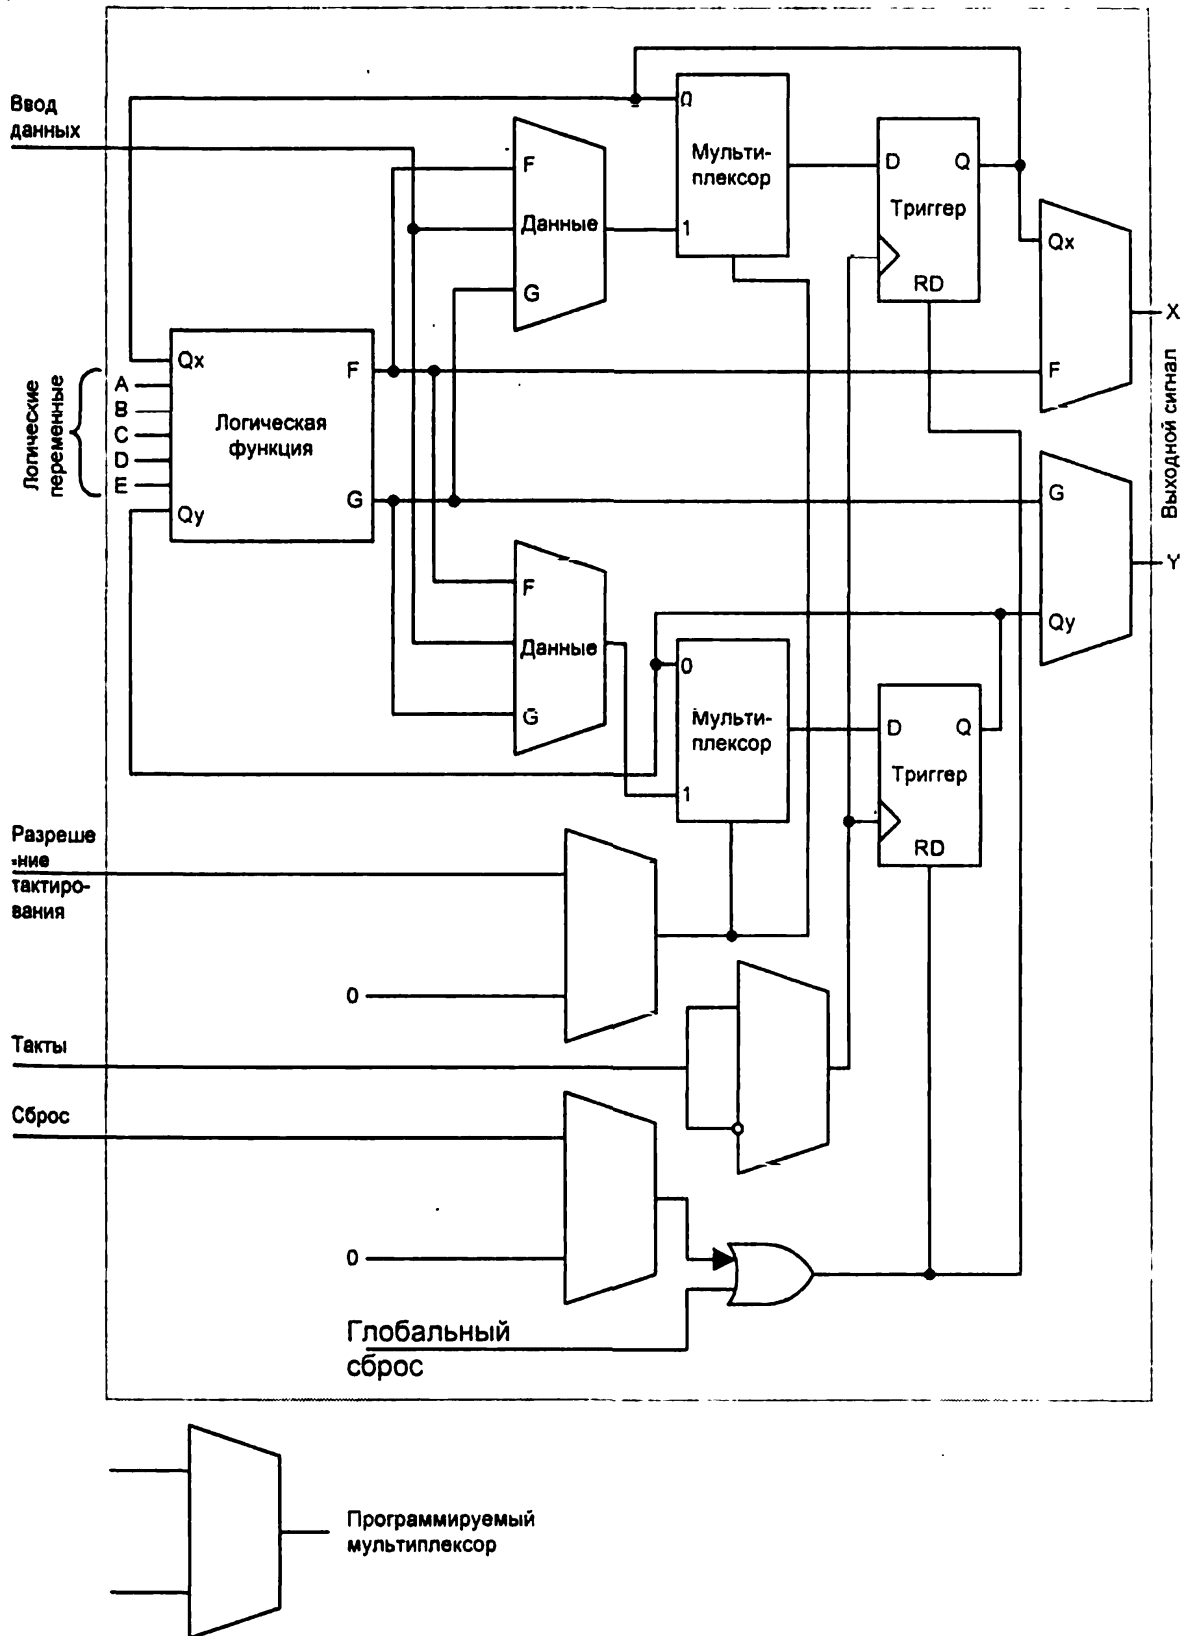 Ввод
данных
0
F
Мульти-
плексор
D
Q
Триггер
Данные
1
Qx
G
RD
X
Qx
F
F
Логические
переменные
A
B
C
D
E
Логическая
функция
Выходной сигнал
G
G
Qy
Y
F
Qy
Данные
0
G
Мульти-
плексор
D
Q
Триггер
1
Разреше
-ние
тактиро-
вания
RD
0
Такты
Сброс
0
Глобальный
сброс
Программируемый
мультиплексор